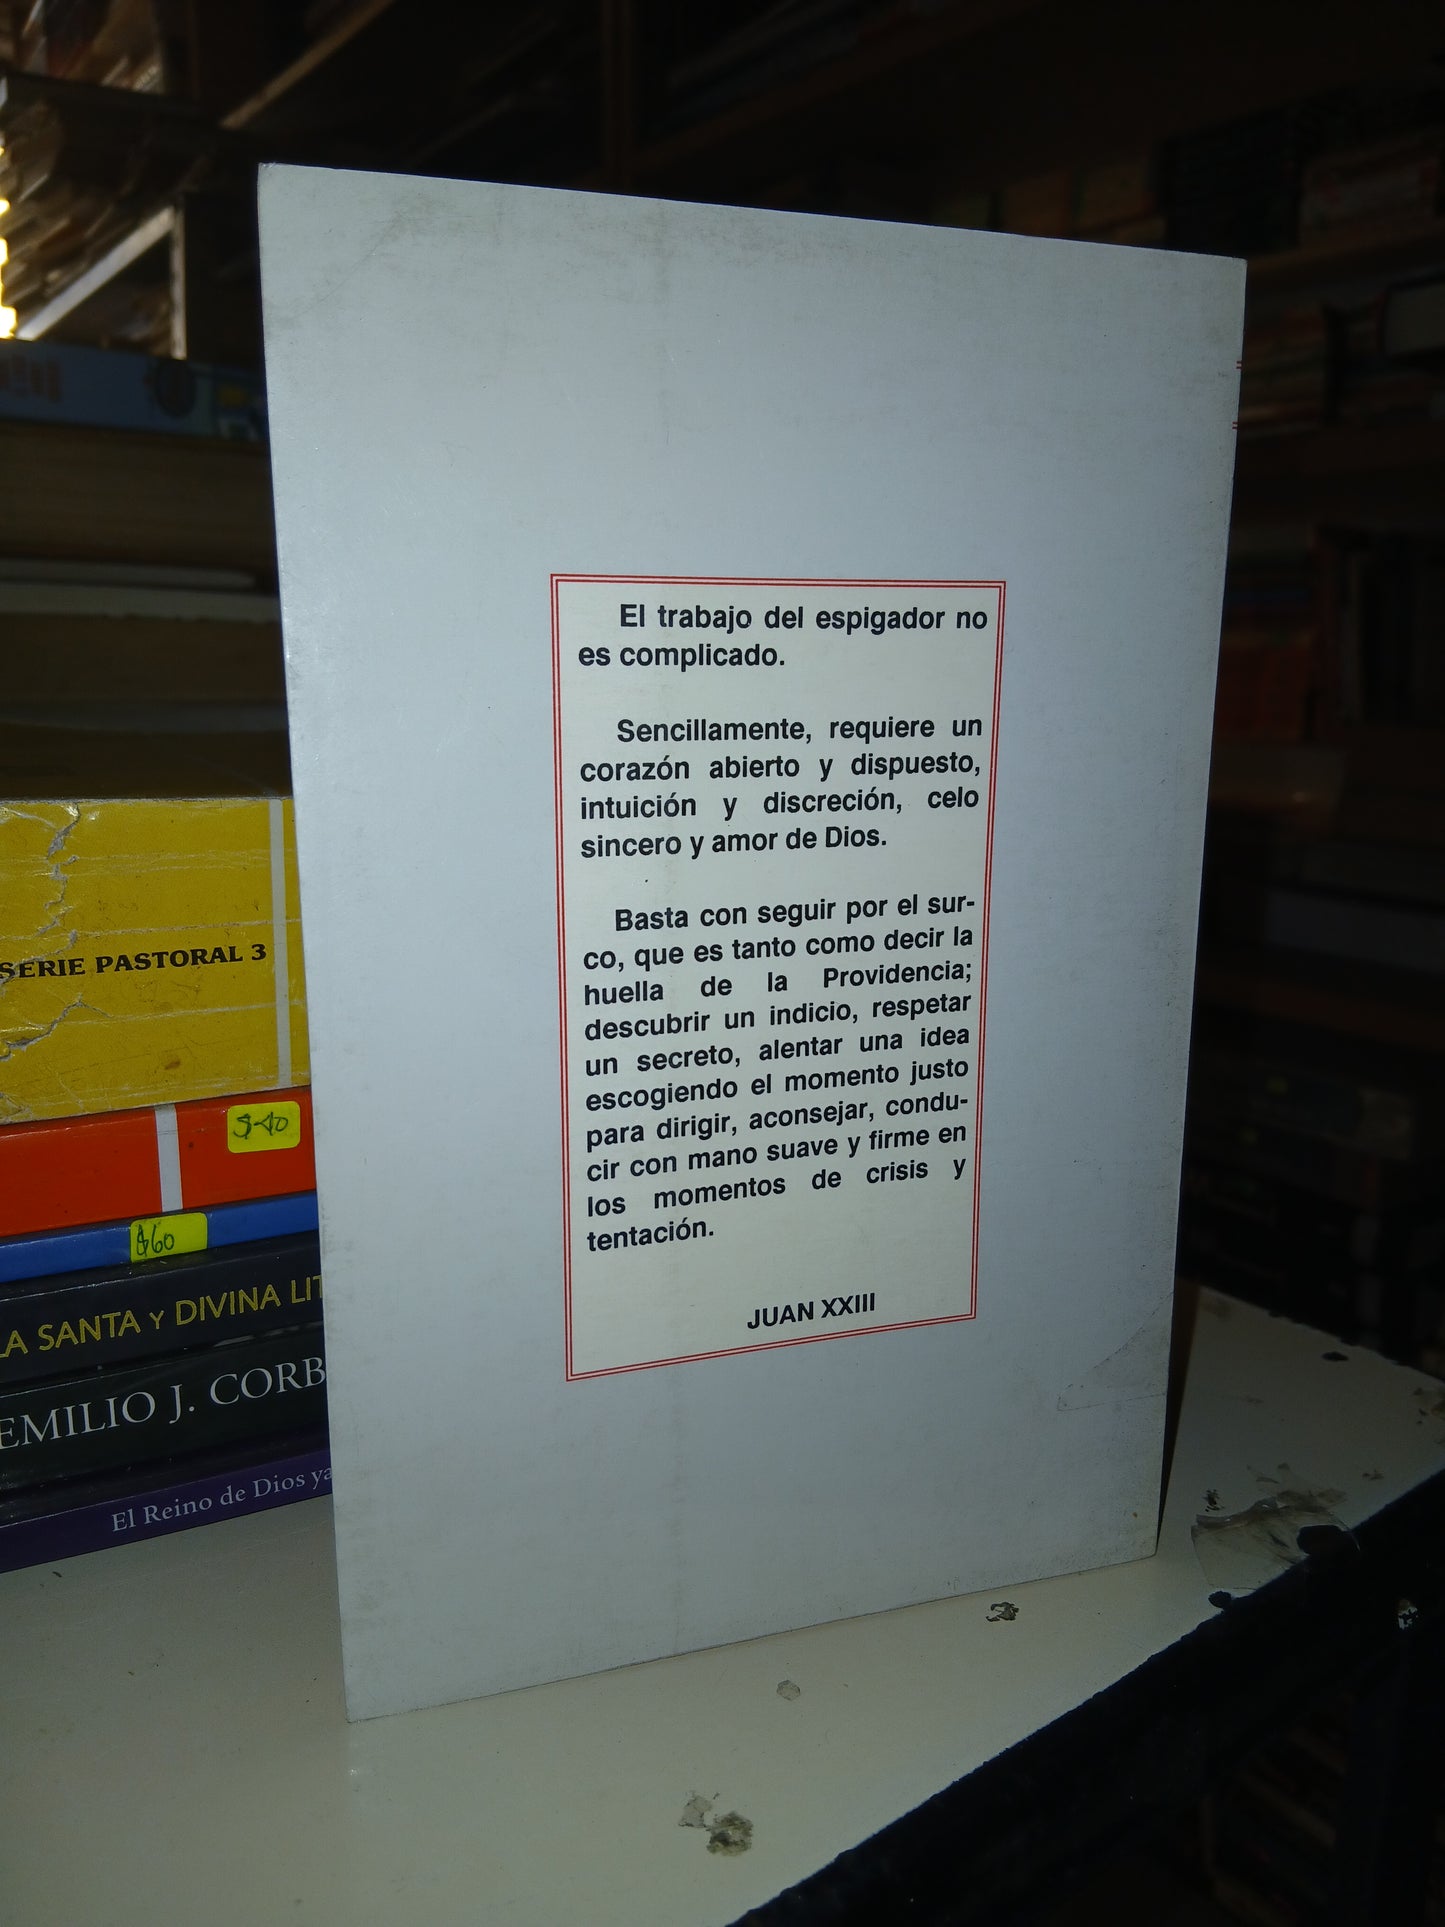 El trabajo del espigador no
es complicado.
Sencillamente, requiere un
corazón abierto y dispuesto,
intuición y discreción, celo
sincero y amor de Dios.
Basta con seguir por el sur-
co, que es tanto como decir la
huella de la Providencia;
descubrir un indicio, respetar
un secreto, alentar una idea
escogiendo el momento justo
para dirigir, aconsejar, condu-
cir con mano suave y firme en
los momentos de crisis y
tentación.
JUAN XXIII
SERIE PASTORAL 3
$40
$60
LA SANTA Y DIVINA LIT
EMILIO J. CORB
El Reino de Dios ya